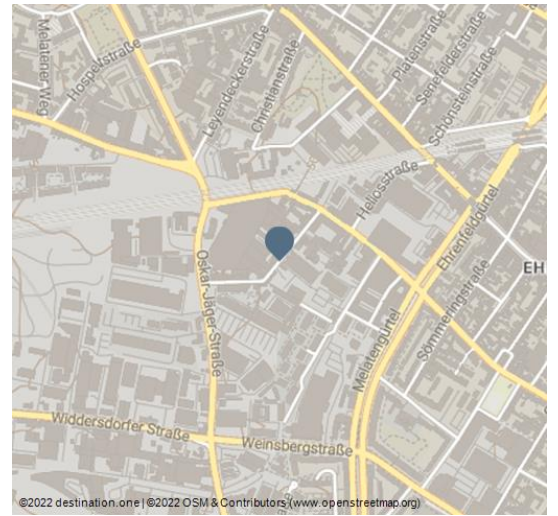 Melatener Weg
Hospeltstraße
Leyendeckerstraße
Christianstraße
Platenstraße
Senefelderstraße
Schönsteinstraße
Heliosstraße
Ehrenfeldgürtel
EH
Oskar-Jäger-Straße
Melatengürtel
Sömmeringstraße
Widdersdorfer Straße
Weinsbergstraße
©2022 destination.one | ©2022 OSM & Contributors (www.openstreetmap.org)